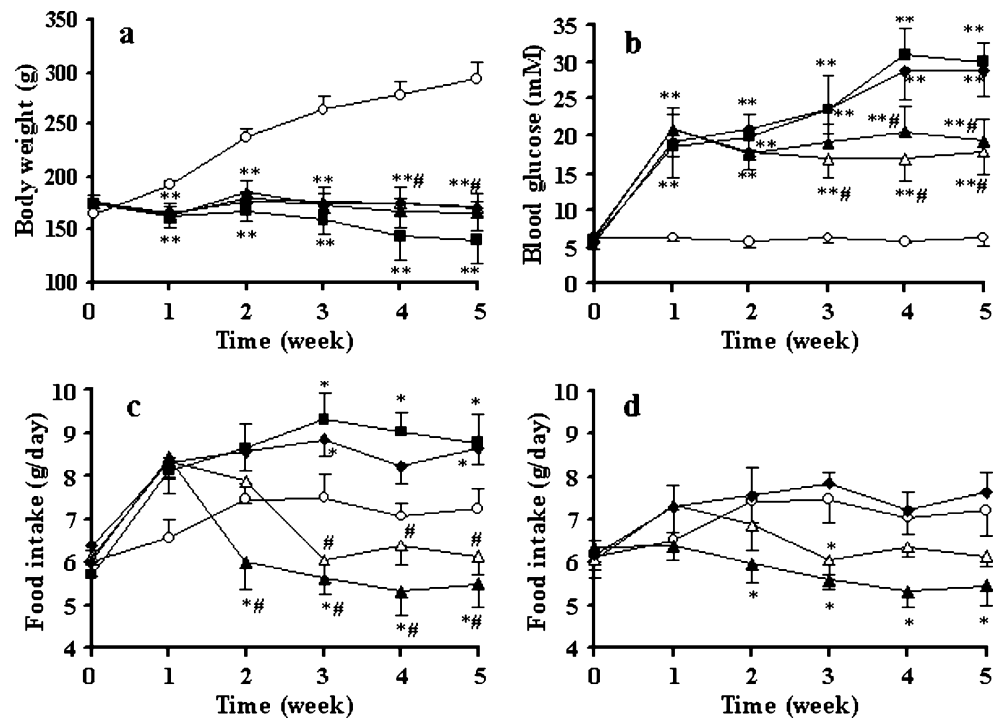 a
350
300
250
200
150
100
Body weight (g)
** ** ** **# **#
** ** ** ** **
0 1 2 3 4 5
Time (week)
b
35
30
25
20
15
10
5
0
Blood glucose (mM)
** ** ** ** **
** ** ** **
**# **#
** ** **# **# **#
0 1 2 3 4 5
Time (week)
c
10
9
8
7
6
5
4
Food intake (g/day)
* * *
* *
# # #
*# *# *# *#
0 1 2 3 4 5
Time (week)
d
10
9
8
7
6
5
4
Food intake (g/day)
*
* * * *
0 1 2 3 4 5
Time (week)